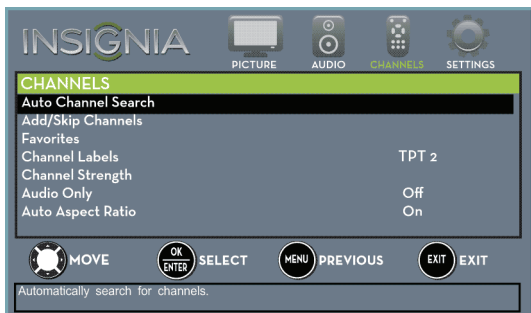 INSIGNIA
PICTURE AUDIO CHANNELS SETTINGS
CHANNELS
Auto Channel Search
Add/Skip Channels
Favorites
Channel Labels TPT 2
Channel Strength
Audio Only Off
Auto Aspect Ratio On
MOVE OK ENTER SELECT MENU PREVIOUS EXIT EXIT
Automatically search for channels.